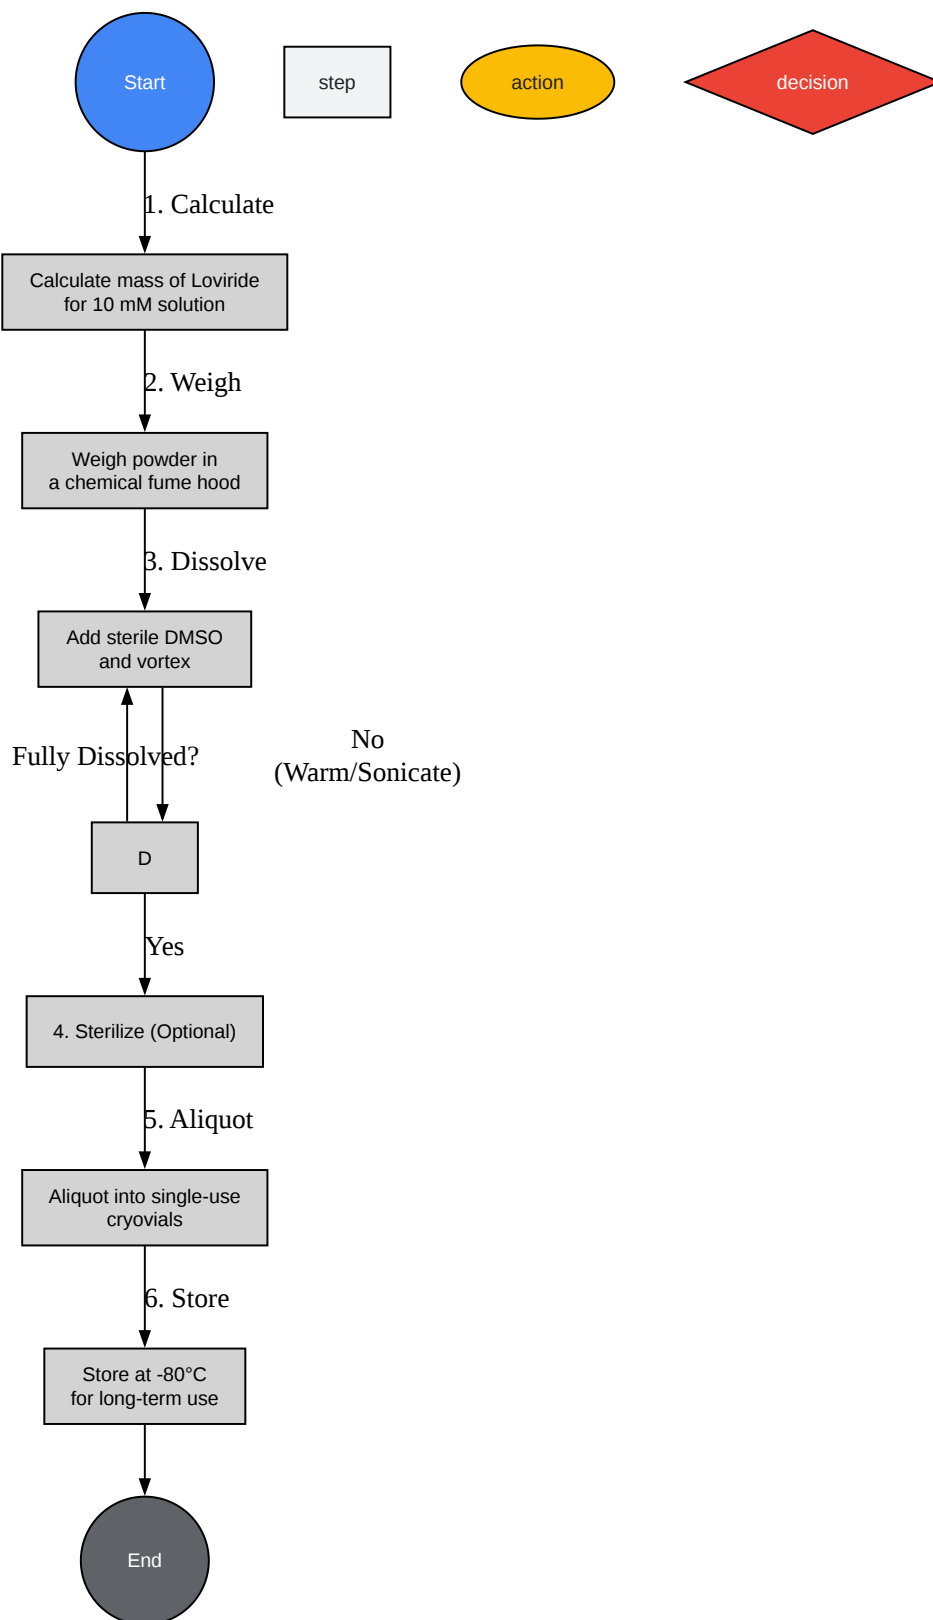 Start
step
action
decision
1. Calculate
Calculate mass of Loviride
for 10 mM solution
2. Weigh
Weigh powder in
a chemical fume hood
3. Dissolve
Add sterile DMSO
and vortex
Fully Dissolved?
No
(Warm/Sonicate)
D
Yes
4. Sterilize (Optional)
5. Aliquot
Aliquot into single-use
cryovials
6. Store
Store at -80°C
for long-term use
End